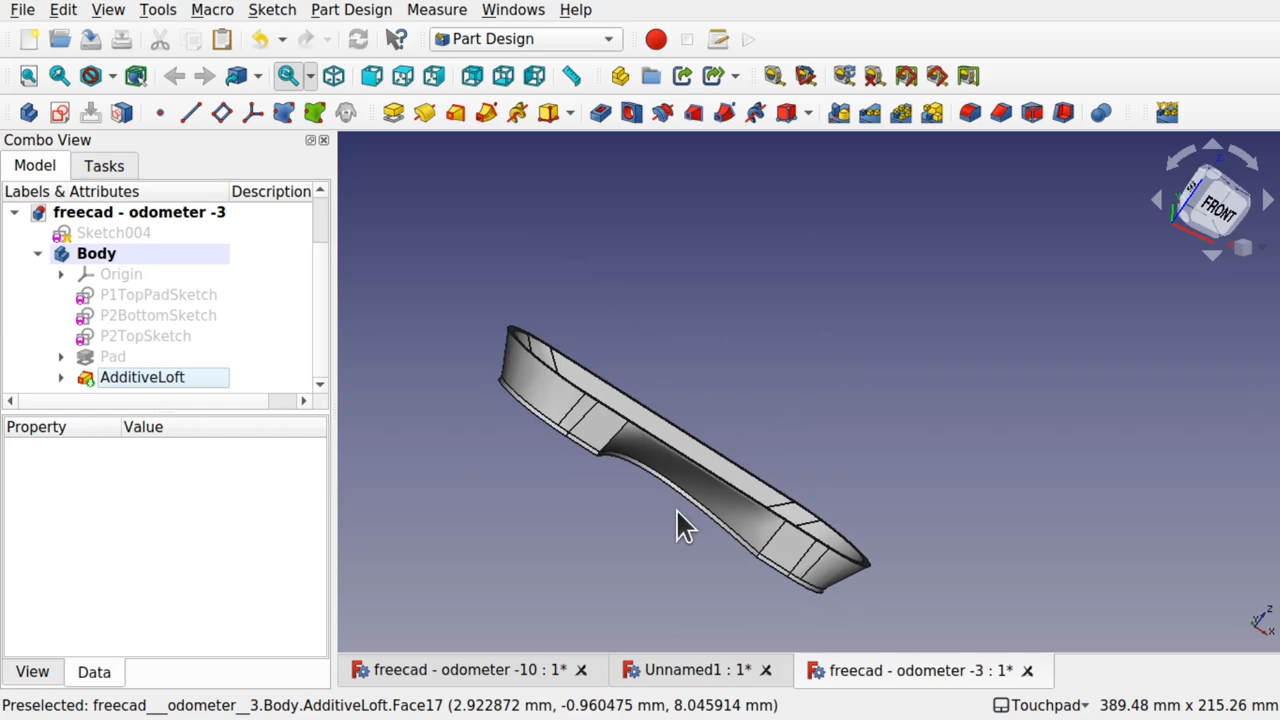 File Edit View Tools Macro Sketch Part Design Measure Windows Help
Part Design
Combo View
Model Tasks
Labels & Attributes Description
freecad - odometer -3
Sketch004
Body
Origin
P1TopPadSketch
P2BottomSketch
P2TopSketch
Pad
AdditiveLoft
Property Value
FRONT
Z
z
y
x
View Data
freecad - odometer -10 : 1*
Unnamed1 : 1*
freecad - odometer -3 : 1*
Preselected: freecad___odometer__3.Body.AdditiveLoft.Face17 (2.922872 mm, -0.960475 mm, 8.045914 mm)
Touchpad
389.48 mm x 215.26 mm